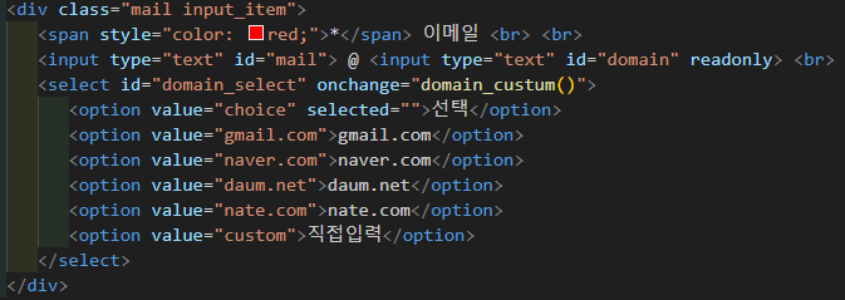 <div class="mail input_item">
<span style="color: red;">*</span> 이메일 <br> <br>
<input type="text" id="mail"> @ <input type="text" id="domain" readonly> <br>
<select id="domain_select" onchange="domain_custum()">
<option value="choice" selected="">선택</option>
<option value="gmail.com">gmail.com</option>
<option value="naver.com">naver.com</option>
<option value="daum.net">daum.net</option>
<option value="nate.com">nate.com</option>
<option value="custom">직접입력</option>
</select>
</div>